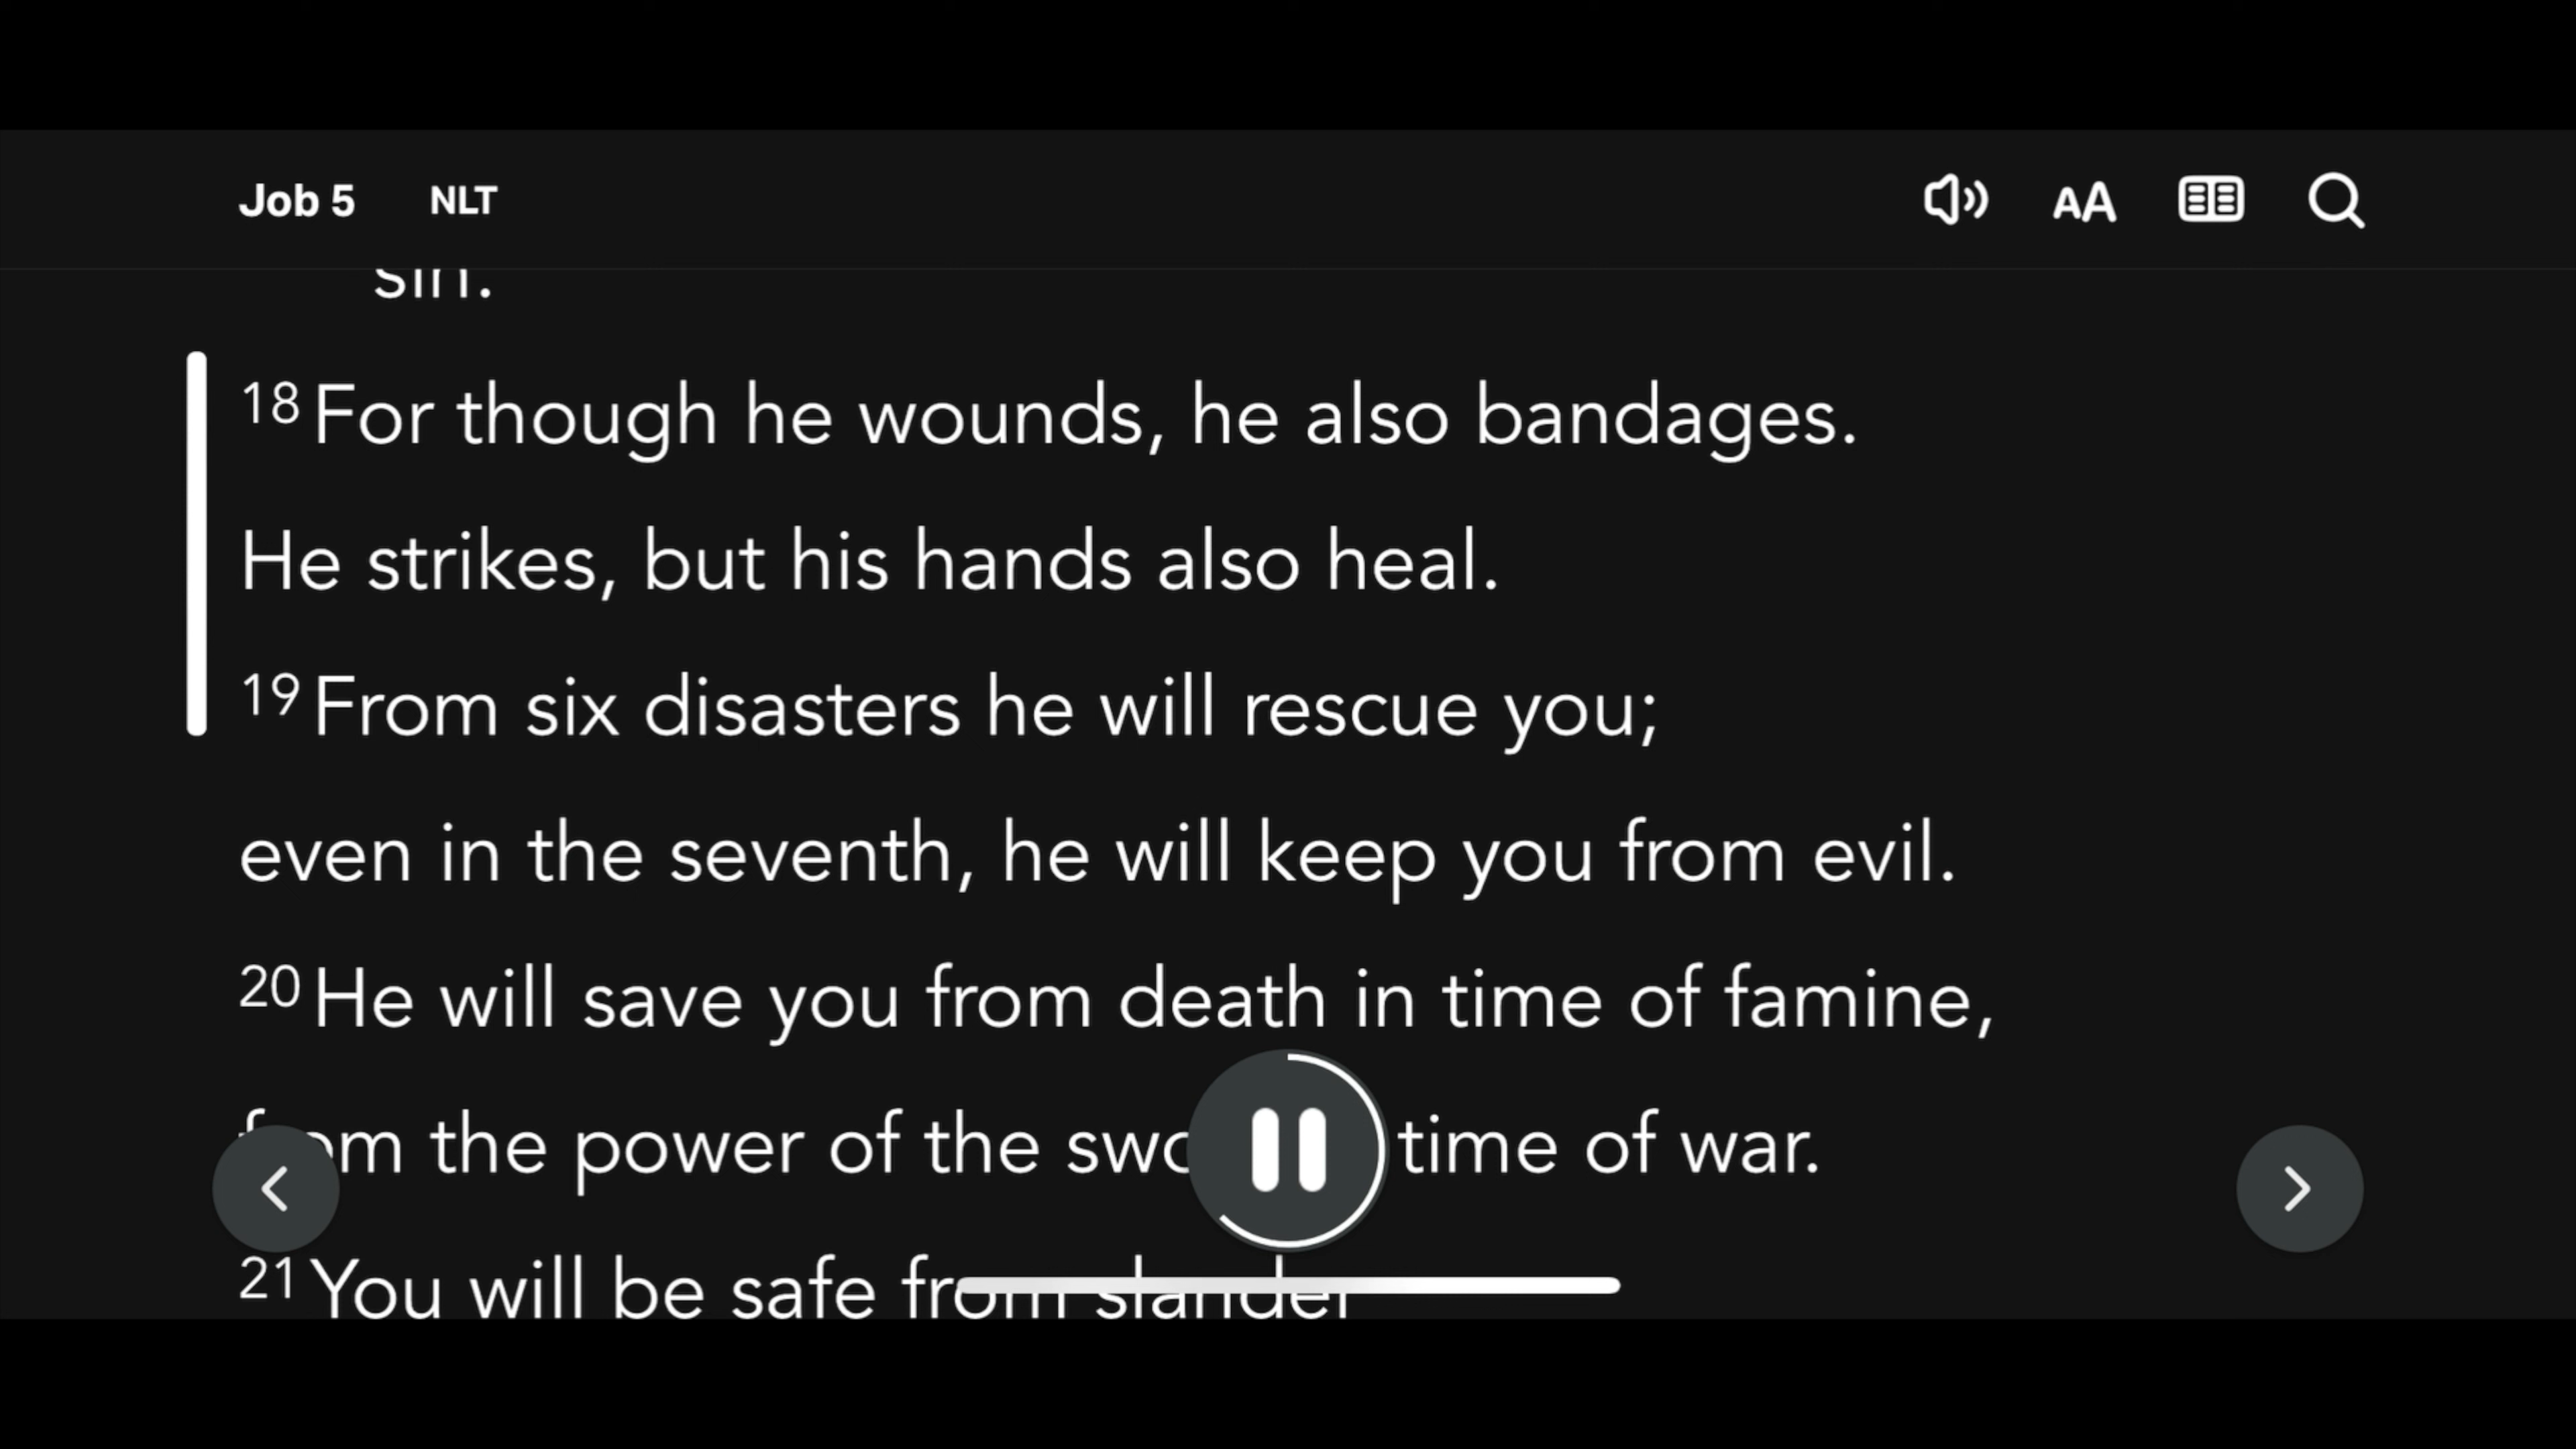 Job 5 NLT AA
sin.
18 For though he wounds, he also bandages.
He strikes, but his hands also heal.
19 From six disasters he will rescue you;
even in the seventh, he will keep you from evil.
20 He will save you from death in time of famine,
the power of the time of war.
21 You will be safe from slander